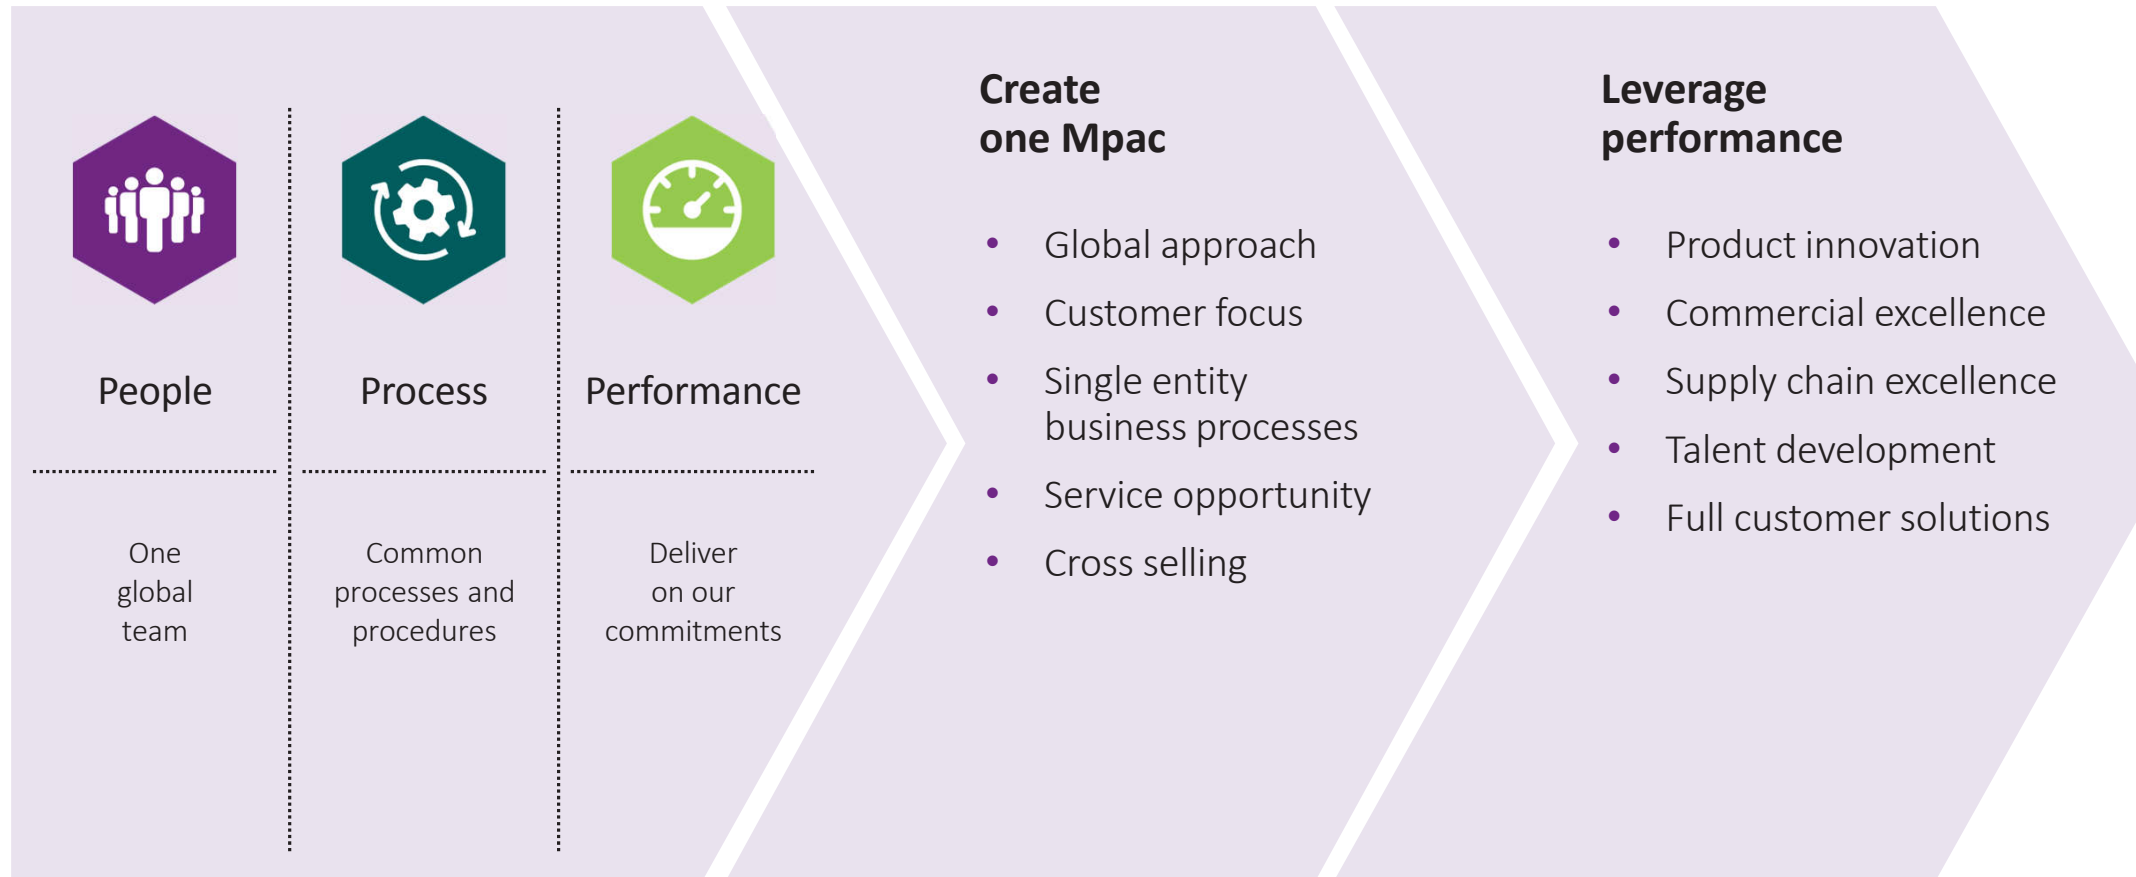 People
One
global
team
Process
Common
processes and
procedures
Performance
Deliver
on our
commitments
Create
one Mpac
• Global approach
• Customer focus
• Single entity
business processes
• Service opportunity
• Cross selling
Leverage
performance
• Product innovation
• Commercial excellence
• Supply chain excellence
• Talent development
• Full customer solutions